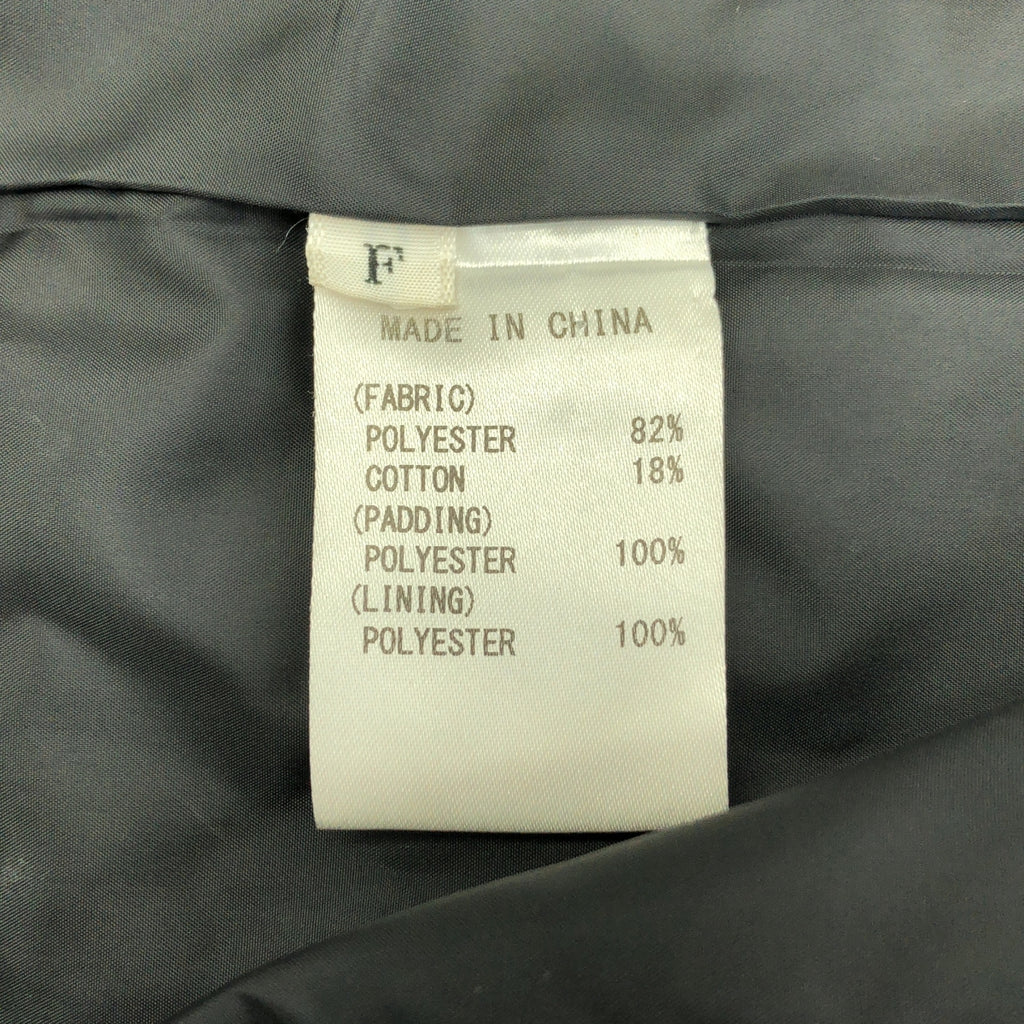 F
MADE IN CHINA
(FABRIC)
POLYESTER 82%
COTTON 18%
(PADDING)
POLYESTER 100%
(LINING)
POLYESTER 100%